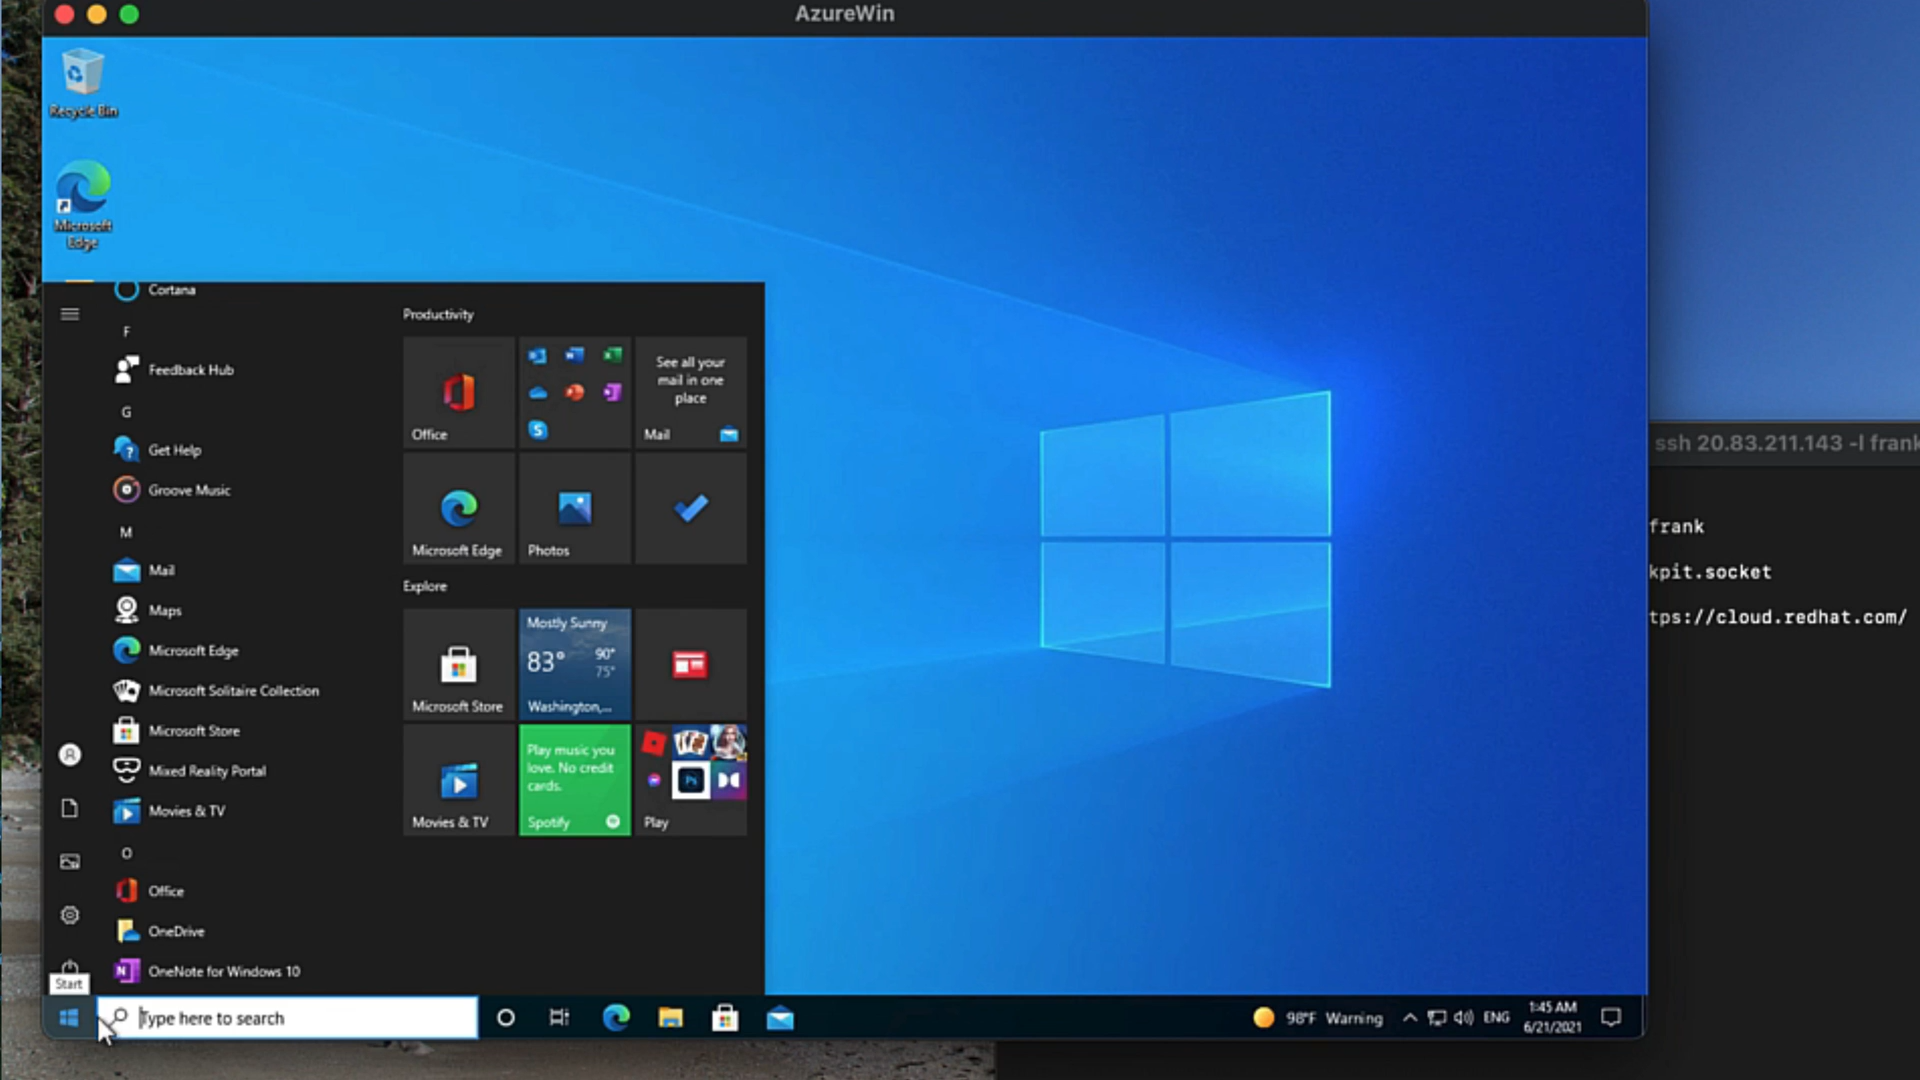 AzureWin
Recycle Bin
Microsoft
Edge
Cortana
F
Feedback Hub
G
Get Help
Groove Music
M
Mail
Maps
Microsoft Edge
Microsoft Solitaire Collection
Microsoft Store
Mixed Reality Portal
Movies & TV
O
Office
OneDrive
OneNote for Windows 10
Start
Productivity
Office
See all your
mail in one
place
Mail
Microsoft Edge
Photos
Explore
Microsoft Store
Mostly Sunny
83°
90°
75°
Washington,...
Movies & TV
Play music you
love. No credit
cards.
Spotify
Ps
Play
Type here to search
98°F Warning
ENG
1:45 AM
6/21/2021
ssh 20.83.211.143 -l frank
frank
kpit.socket
tps://cloud.redhat.com/